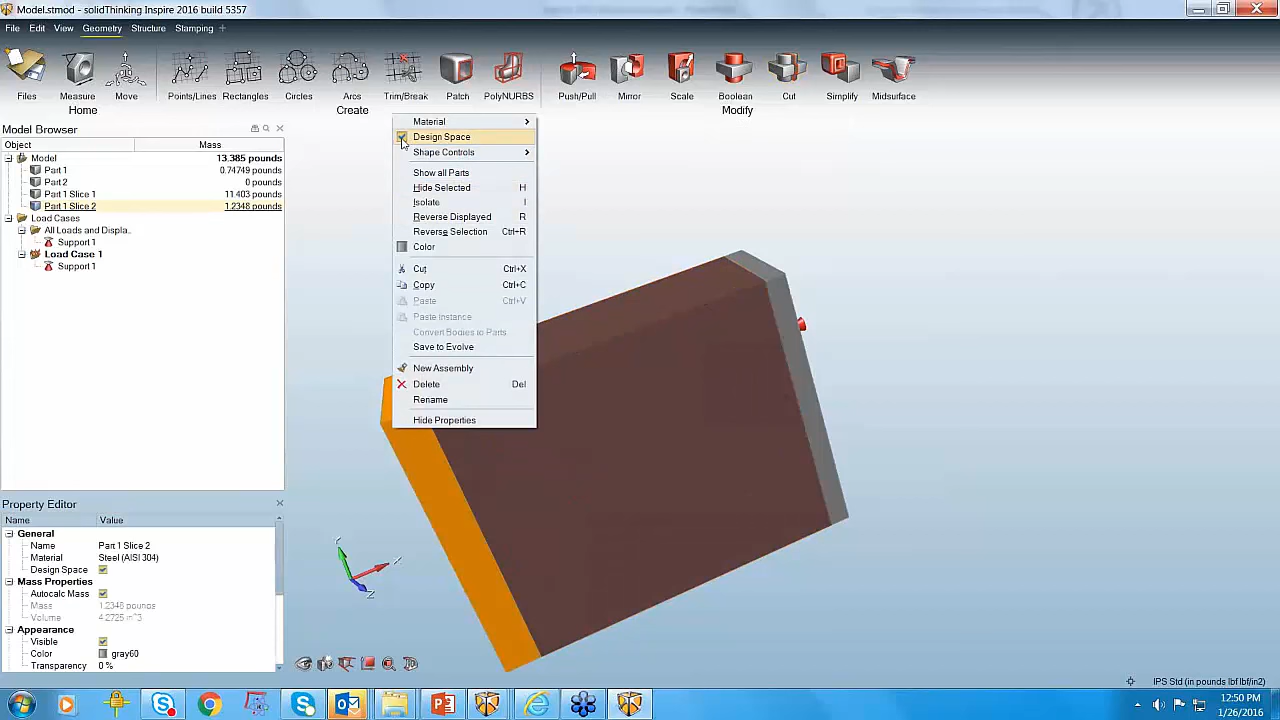 Model.stmod - solidThinking Inspire 2016 build 5357
File Edit View Geometry Structure Stamping +
Files Measure Move Points/Lines Rectangles Circles Arcs Trim/Break Patch PolyNURBS Push/Pull Mirror Scale Boolean Cut Simplify Midsurface
Home Create Modify
Model Browser
Object Mass
Model 13.385 pounds
Part 1 0.74749 pounds
Part 2 0 pounds
Part 1 Slice 1 11.403 pounds
Part 1 Slice 2 1.2348 pounds
Load Cases
All Loads and Displa..
Support 1
Load Case 1
Support 1
Material
Design Space
Shape Controls
Show all Parts
Hide Selected H
Isolate I
Reverse Displayed R
Reverse Selection Ctrl+R
Color
Cut Ctrl+X
Copy Ctrl+C
Paste Ctrl+V
Paste Instance
Convert Bodies to Parts
Save to Evolve
New Assembly
Delete Del
Rename
Hide Properties
Property Editor
Name Value
General
Name Part 1 Slice 2
Material Steel (AISI 304)
Design Space
Mass Properties
Autocalc Mass
Mass 1.2348 pounds
Volume 4.2725 in^3
Appearance
Visible
Color gray60
Transparency 0 %
Y
X
Z
IPS Std (in pounds lbf lbf/in2)
12:50 PM
1/26/2016